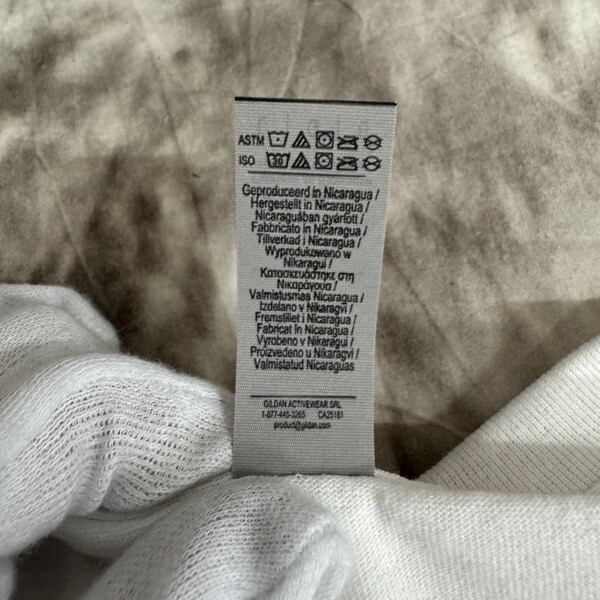 ASTM
ISO 30
Geproduceerd in Nicaragua /
Hergestellt in Nicaragua /
Nicaraguában gyártott /
Fabbricato in Nicaragua /
Tillverkad i Nicaragua /
Wyprodukowano w
Nikaragui /
Κατασκευάστηκε στη
Νικαράγουα /
Valmistusmaa Nicaragua /
Izdelano v Nikaragvi /
Fremstillet i Nicaragua /
Fabricat în Nicaragua /
Vyrobeno v Nikaragui /
Proizvedeno u Nikaragvi /
Valmistatud Nicaraguas
GILDAN ACTIVEWEAR SRL
1-877-445-3265 CA25181
product@gildan.com